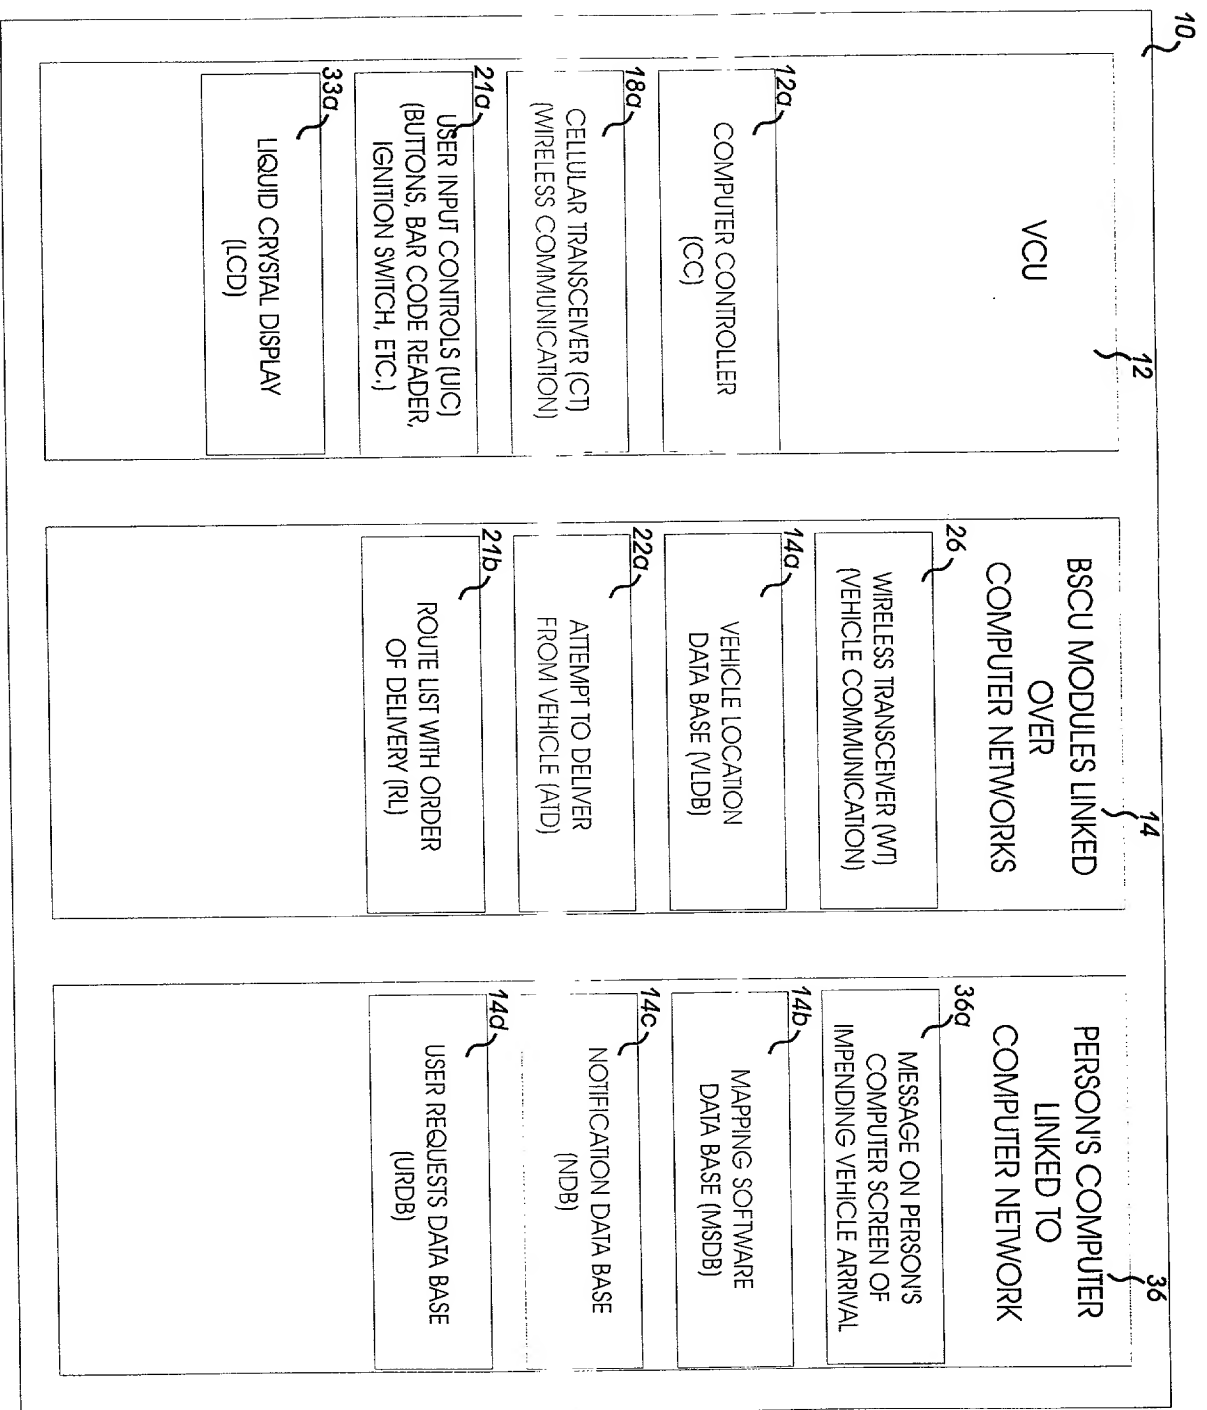 10
VCU
12
12a
COMPUTER CONTROLLER
(CC)
18a
CELLULAR TRANSCEIVER (CT)
(WIRELESS COMMUNICATION)
21a
USER INPUT CONTROLS (UIC)
(BUTTONS, BAR CODE READER,
IGNITION SWITCH, ETC.)
33a
LIQUID CRYSTAL DISPLAY
(LCD)
BSCU MODULES LINKED
OVER
COMPUTER NETWORKS
14
26
WIRELESS TRANSCEIVER (WT)
(VEHICLE COMMUNICATION)
14a
VEHICLE LOCATION
DATA BASE (VLDB)
22a
ATTEMPT TO DELIVER
FROM VEHICLE (ATD)
21b
ROUTE LIST WITH ORDER
OF DELIVERY (RL)
PERSON'S COMPUTER
LINKED TO
COMPUTER NETWORK
36
36a
MESSAGE ON PERSON'S
COMPUTER SCREEN OF
IMPENDING VEHICLE ARRIVAL
14b
MAPPING SOFTWARE
DATA BASE (MSDB)
14c
NOTIFICATION DATA BASE
(NDB)
14d
USER REQUESTS DATA BASE
(URDB)